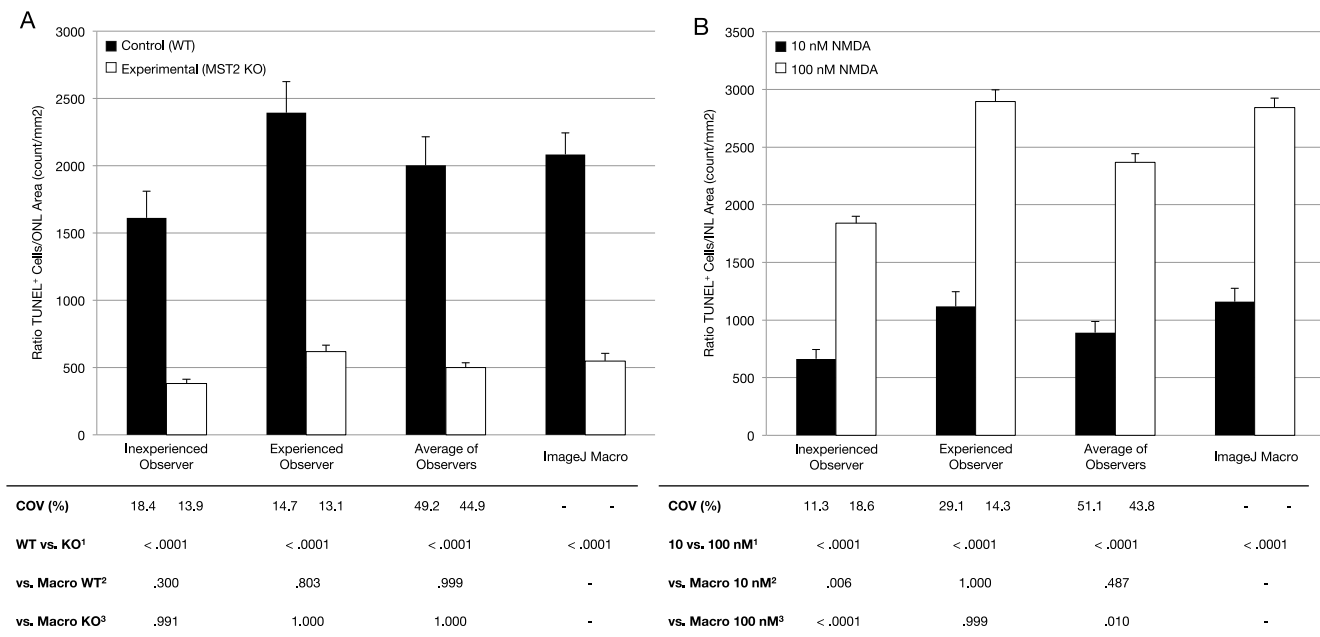 A
3000
2500
2000
1500
1000
500
0
Ratio TUNEL⁺ Cells/ONL Area (count/mm2)
Control (WT)
Experimental (MST2 KO)
Inexperienced Observer
Experienced Observer
Average of Observers
ImageJ Macro
COV (%) 18.4 13.9 14.7 13.1 49.2 44.9 - -
WT vs. KO¹ < .0001 < .0001 < .0001 < .0001
vs. Macro WT² .300 .803 .999 -
vs. Macro KO³ .991 1.000 1.000 -
B
3500
3000
2500
2000
1500
1000
500
0
Ratio TUNEL⁺ Cells/INL Area (count/mm2)
10 nM NMDA
100 nM NMDA
Inexperienced Observer
Experienced Observer
Average of Observers
ImageJ Macro
COV (%) 11.3 18.6 29.1 14.3 51.1 43.8 - -
10 vs. 100 nM¹ < .0001 < .0001 < .0001 < .0001
vs. Macro 10 nM² .006 1.000 .487 -
vs. Macro 100 nM³ < .0001 .999 .010 -